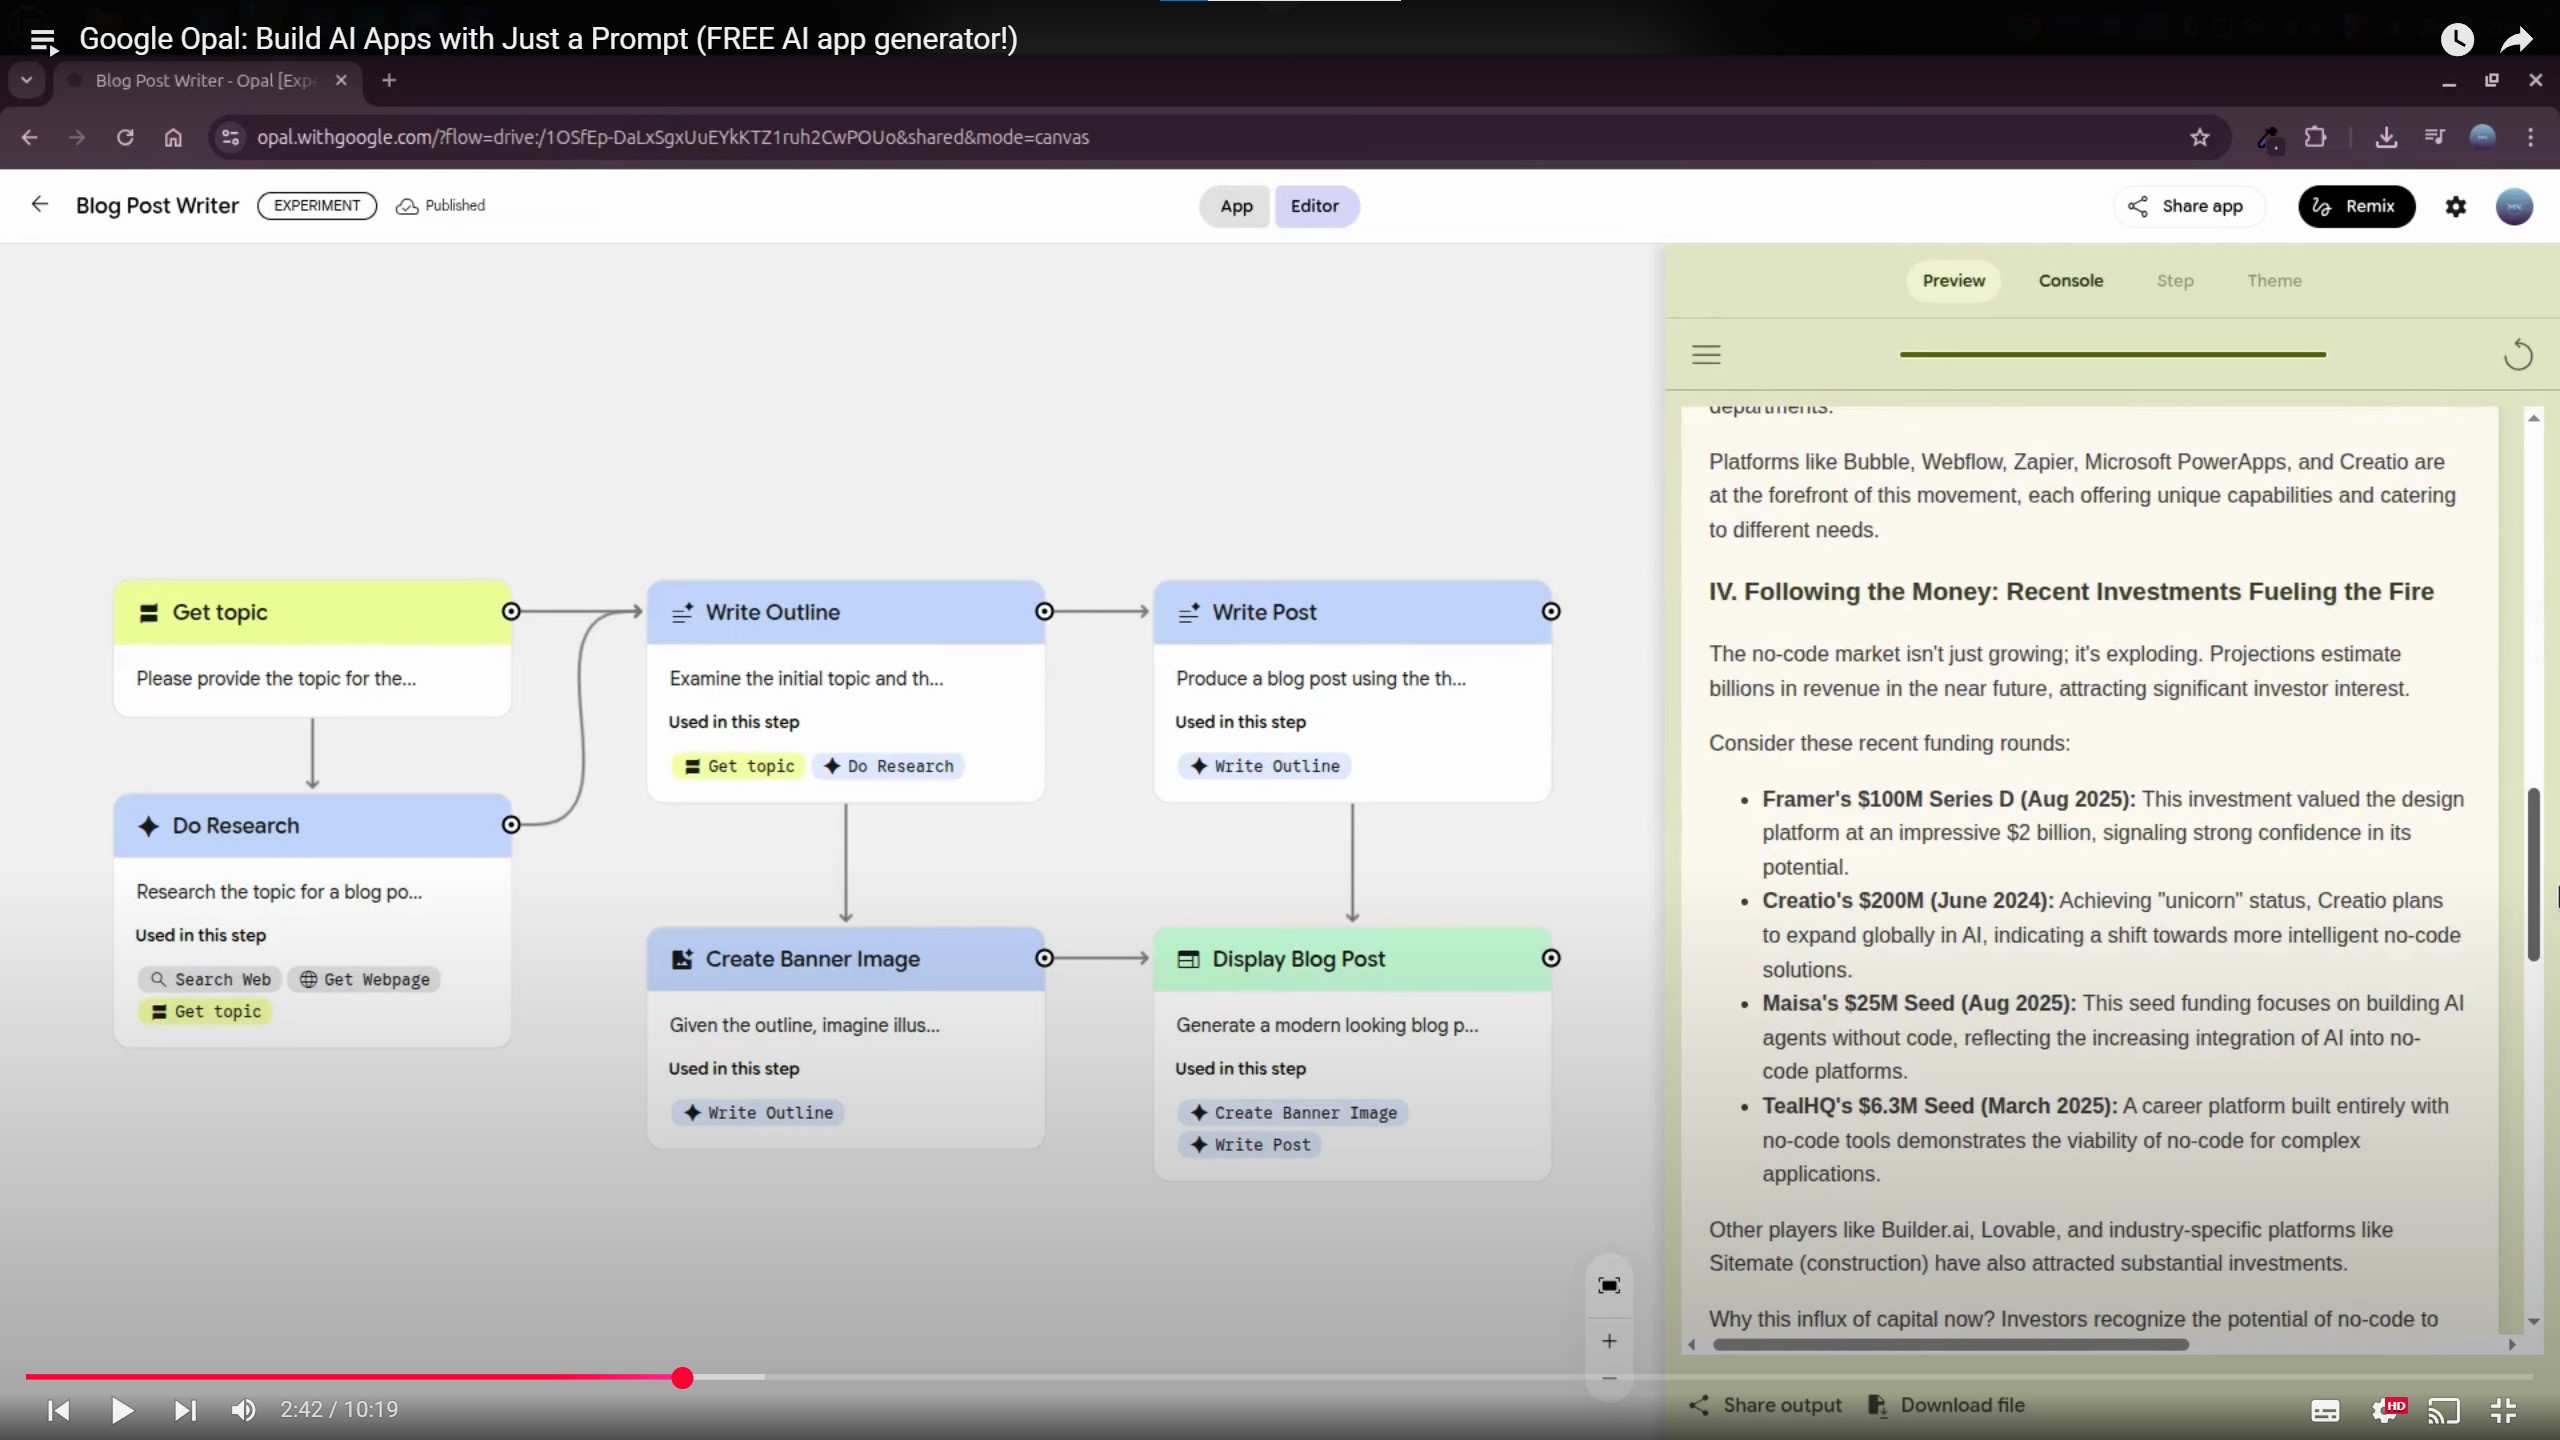 Google Opal: Build AI Apps with Just a Prompt (FREE AI app generator!)
Blog Post Writer - Opal [Exp
opal.withgoogle.com/?flow=drive:/1OSfEp-DaLxSgxUuEYkKTZ1ruh2CwPOUo&shared&mode=canvas
Blog Post Writer
EXPERIMENT
Published
App
Editor
Share app
Remix
Get topic
Please provide the topic for the...
Do Research
Research the topic for a blog po...
Used in this step
Search Web
Get Webpage
Get topic
Write Outline
Examine the initial topic and th...
Used in this step
Get topic
Do Research
Create Banner Image
Given the outline, imagine illus...
Used in this step
Write Outline
Write Post
Produce a blog post using the th...
Used in this step
Write Outline
Display Blog Post
Generate a modern looking blog p...
Used in this step
Create Banner Image
Write Post
Preview
Console
Step
Theme
departments.
Platforms like Bubble, Webflow, Zapier, Microsoft PowerApps, and Creatio are
at the forefront of this movement, each offering unique capabilities and catering
to different needs.
IV. Following the Money: Recent Investments Fueling the Fire
The no-code market isn't just growing; it's exploding. Projections estimate
billions in revenue in the near future, attracting significant investor interest.
Consider these recent funding rounds:
• Framer's $100M Series D (Aug 2025): This investment valued the design
platform at an impressive $2 billion, signaling strong confidence in its
potential.
• Creatio's $200M (June 2024): Achieving "unicorn" status, Creatio plans
to expand globally in AI, indicating a shift towards more intelligent no-code
solutions.
• Maisa's $25M Seed (Aug 2025): This seed funding focuses on building AI
agents without code, reflecting the increasing integration of AI into no-
code platforms.
• TealHQ's $6.3M Seed (March 2025): A career platform built entirely with
no-code tools demonstrates the viability of no-code for complex
applications.
Other players like Builder.ai, Lovable, and industry-specific platforms like
Sitemate (construction) have also attracted substantial investments.
Why this influx of capital now? Investors recognize the potential of no-code to
Share output
Download file
2:42 / 10:19
HD